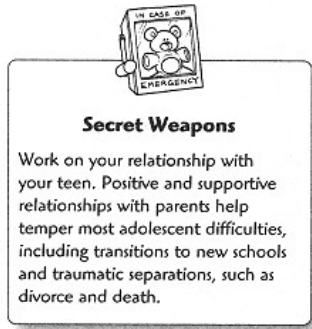 IN CASE OF
EMERGENCY
Secret Weapons
Work on your relationship with
your teen. Positive and supportive
relationships with parents help
temper most adolescent difficulties,
including transitions to new schools
and traumatic separations, such as
divorce and death.